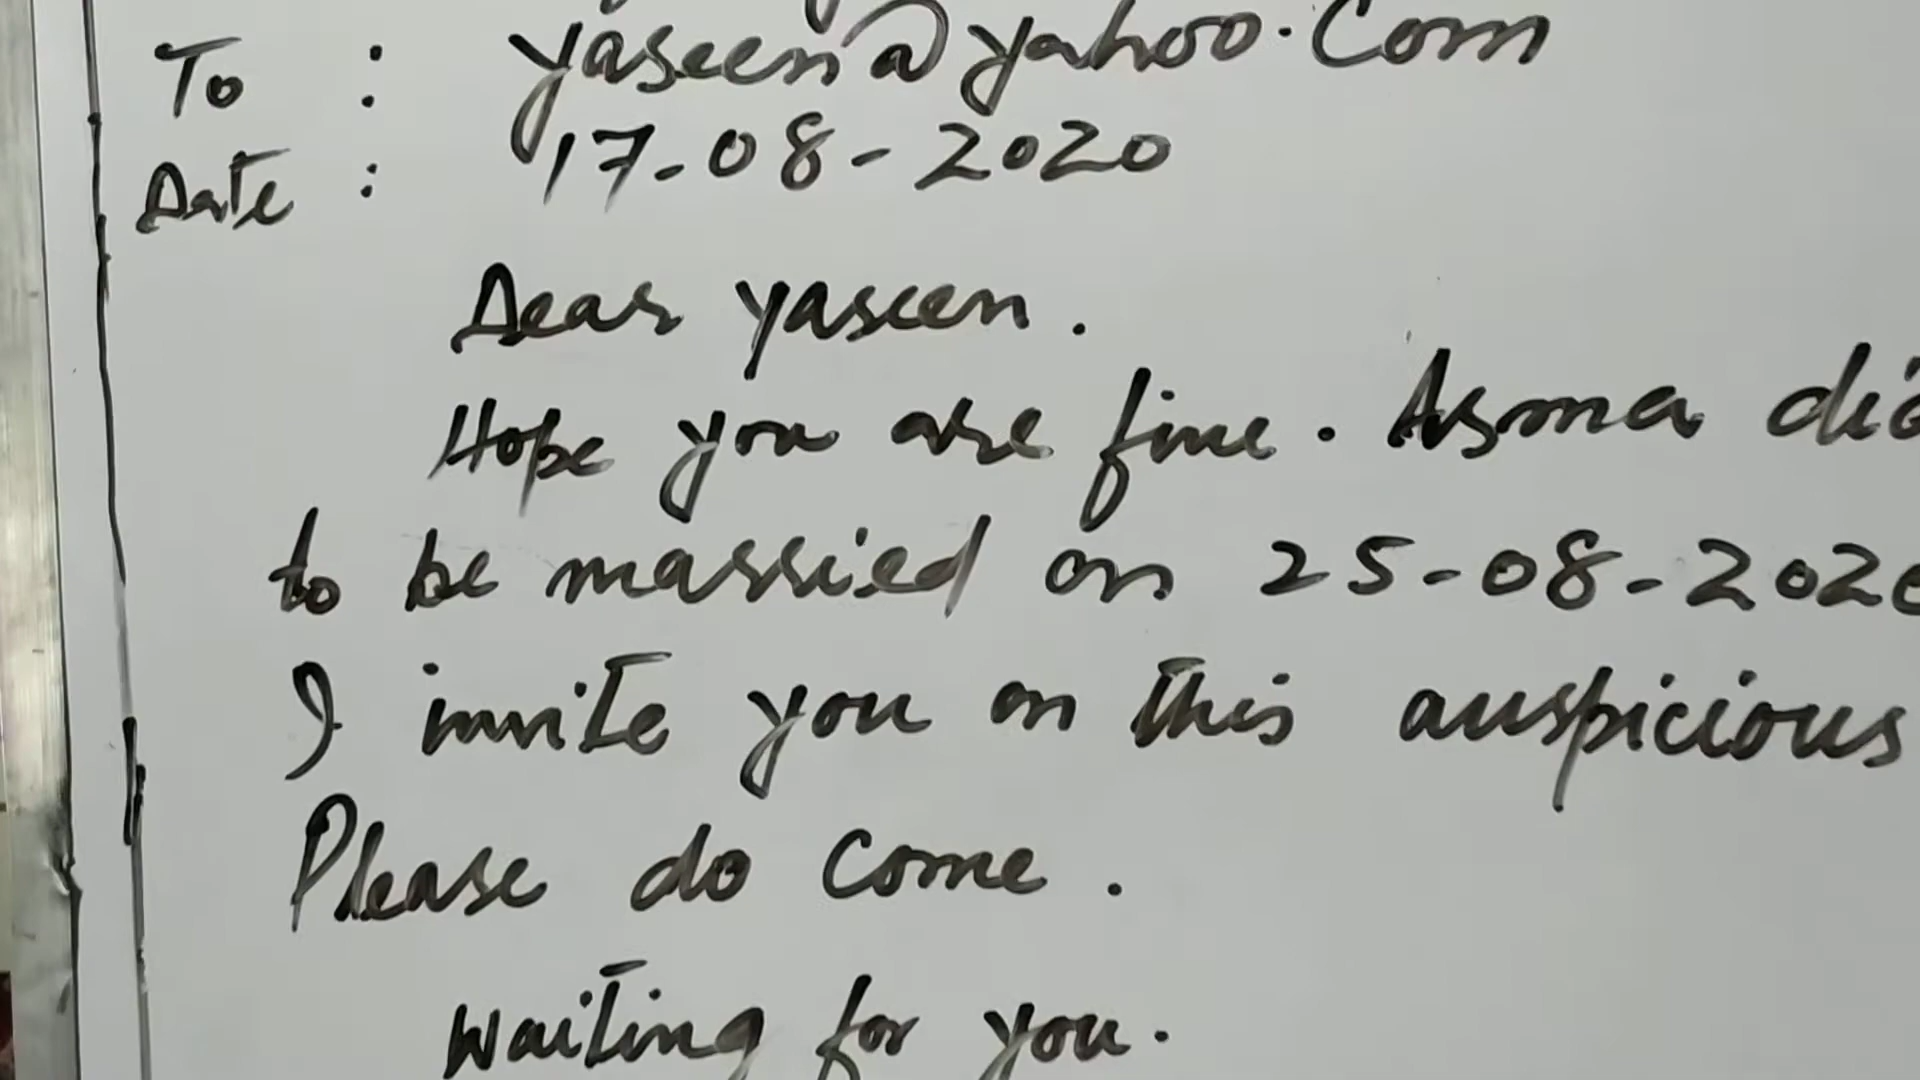 To : yaseen@yahoo.com
Date : 17-08-2020
Dear yaseen.
Hope you are fine. Asma
to be married on 25-08-2020
I invite you on this auspicious
Please do come.
waiting for you.